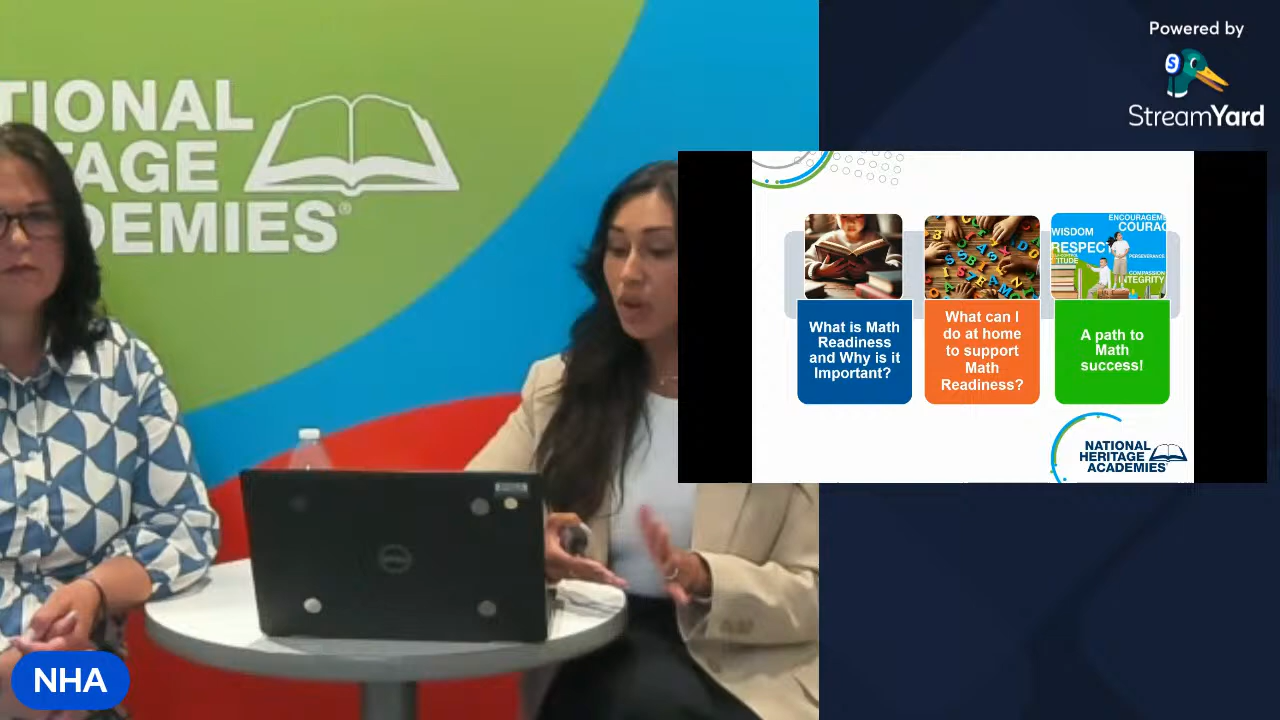 TIONAL
TAGE
DEMIES®
NHA
Powered by
S
StreamYard
ENCOURAGEME
WISDOM
COURAG
RESPECT
PERSEVERANCE
COMPASSION
INTEGRITY
What is Math
Readiness
and Why is it
Important?
What can I
do at home
to support
Math
Readiness?
A path to
Math
success!
NATIONAL
HERITAGE
ACADEMIES